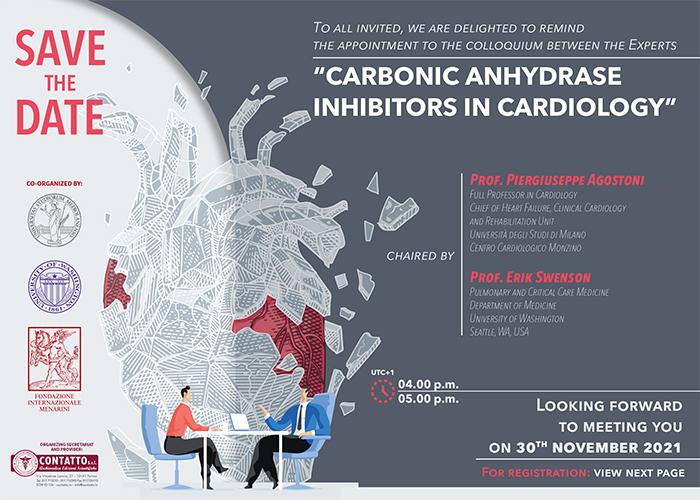 SAVE
THE
DATE
CO-ORGANIZED BY:
UNIVERSITY·OF·WASHINGTON
1861
FONDAZIONE
INTERNAZIONALE
MENARINI
ORGANIZING SECRETARIAT
AND PROVIDER:
CONTATTO S.r.l.
To all invited, we are delighted to remind
the appointment to the colloquium between the Experts
“CARBONIC ANHYDRASE
INHIBITORS IN CARDIOLOGY”
CHAIRED BY
Prof. Piergiuseppe Agostoni
Full Professor in Cardiology
Chief of Heart Failure, Clinical Cardiology
and Rehabilitation Unit
Università degli Studi di Milano
Centro Cardiologico Monzino
Prof. Erik Swenson
Pulmonary and Critical Care Medicine
Department of Medicine
University of Washington
Seattle, WA, USA
UTC+1
04.00 p.m.
05.00 p.m.
Looking forward
to meeting you
on 30TH november 2021
For registration: view next page